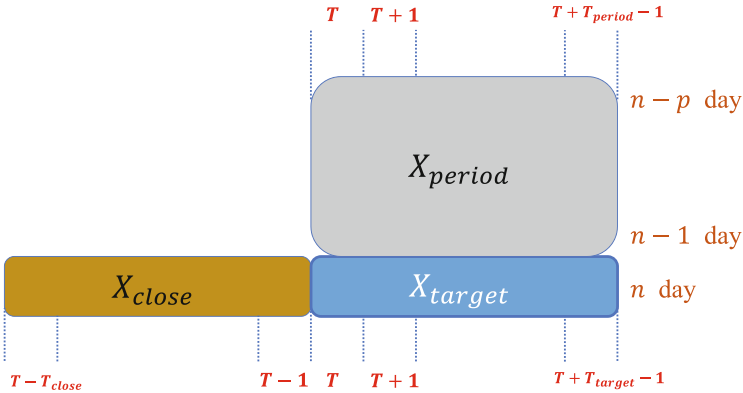 T T + 1 T + T_period − 1
n − p day
X_period
n − 1 day
X_close X_target n day
T − T_close T − 1 T T + 1 T + T_target − 1